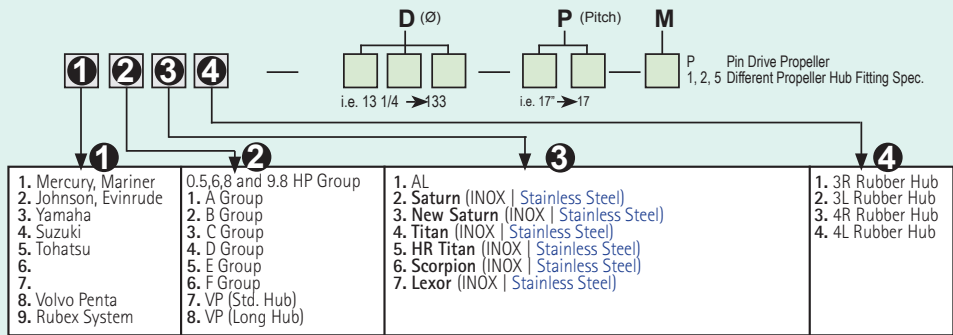 D (Ø) P (Pitch) M
1 2 3 4 — — —
P Pin Drive Propeller
1, 2, 5 Different Propeller Hub Fitting Spec.
i.e. 13 1/4 → 133 i.e. 17" → 17
1
1. Mercury, Mariner
2. Johnson, Evinrude
3. Yamaha
4. Suzuki
5. Tohatsu
6.
7.
8. Volvo Penta
9. Rubex System
2
0.5,6,8 and 9.8 HP Group
1. A Group
2. B Group
3. C Group
4. D Group
5. E Group
6. F Group
7. VP (Std. Hub)
8. VP (Long Hub)
3
1. AL
2. Saturn (INOX | Stainless Steel)
3. New Saturn (INOX | Stainless Steel)
4. Titan (INOX | Stainless Steel)
5. HR Titan (INOX | Stainless Steel)
6. Scorpion (INOX | Stainless Steel)
7. Lexor (INOX | Stainless Steel)
4
1. 3R Rubber Hub
2. 3L Rubber Hub
3. 4R Rubber Hub
4. 4L Rubber Hub